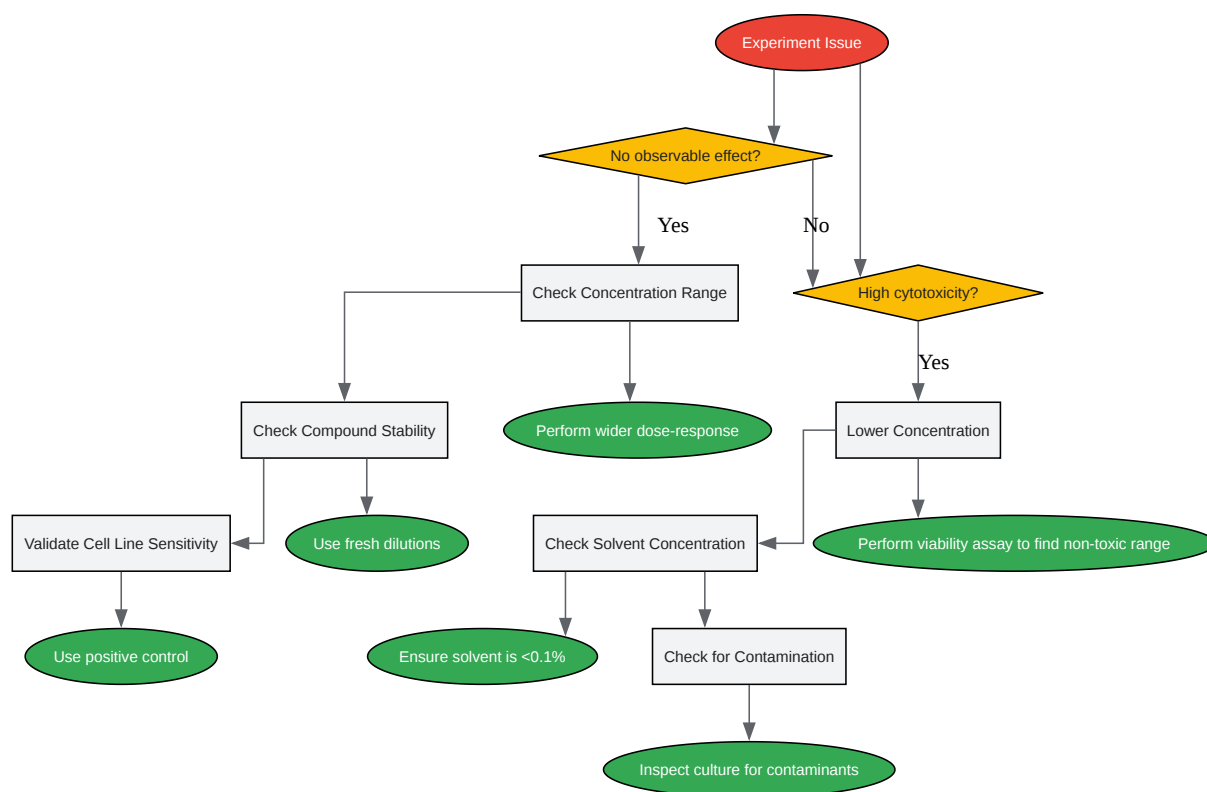 Experiment Issue
No observable effect?
Yes
No
Check Concentration Range
High cytotoxicity?
Yes
Check Compound Stability
Perform wider dose-response
Lower Concentration
Validate Cell Line Sensitivity
Use fresh dilutions
Check Solvent Concentration
Perform viability assay to find non-toxic range
Use positive control
Ensure solvent is <0.1%
Check for Contamination
Inspect culture for contaminants